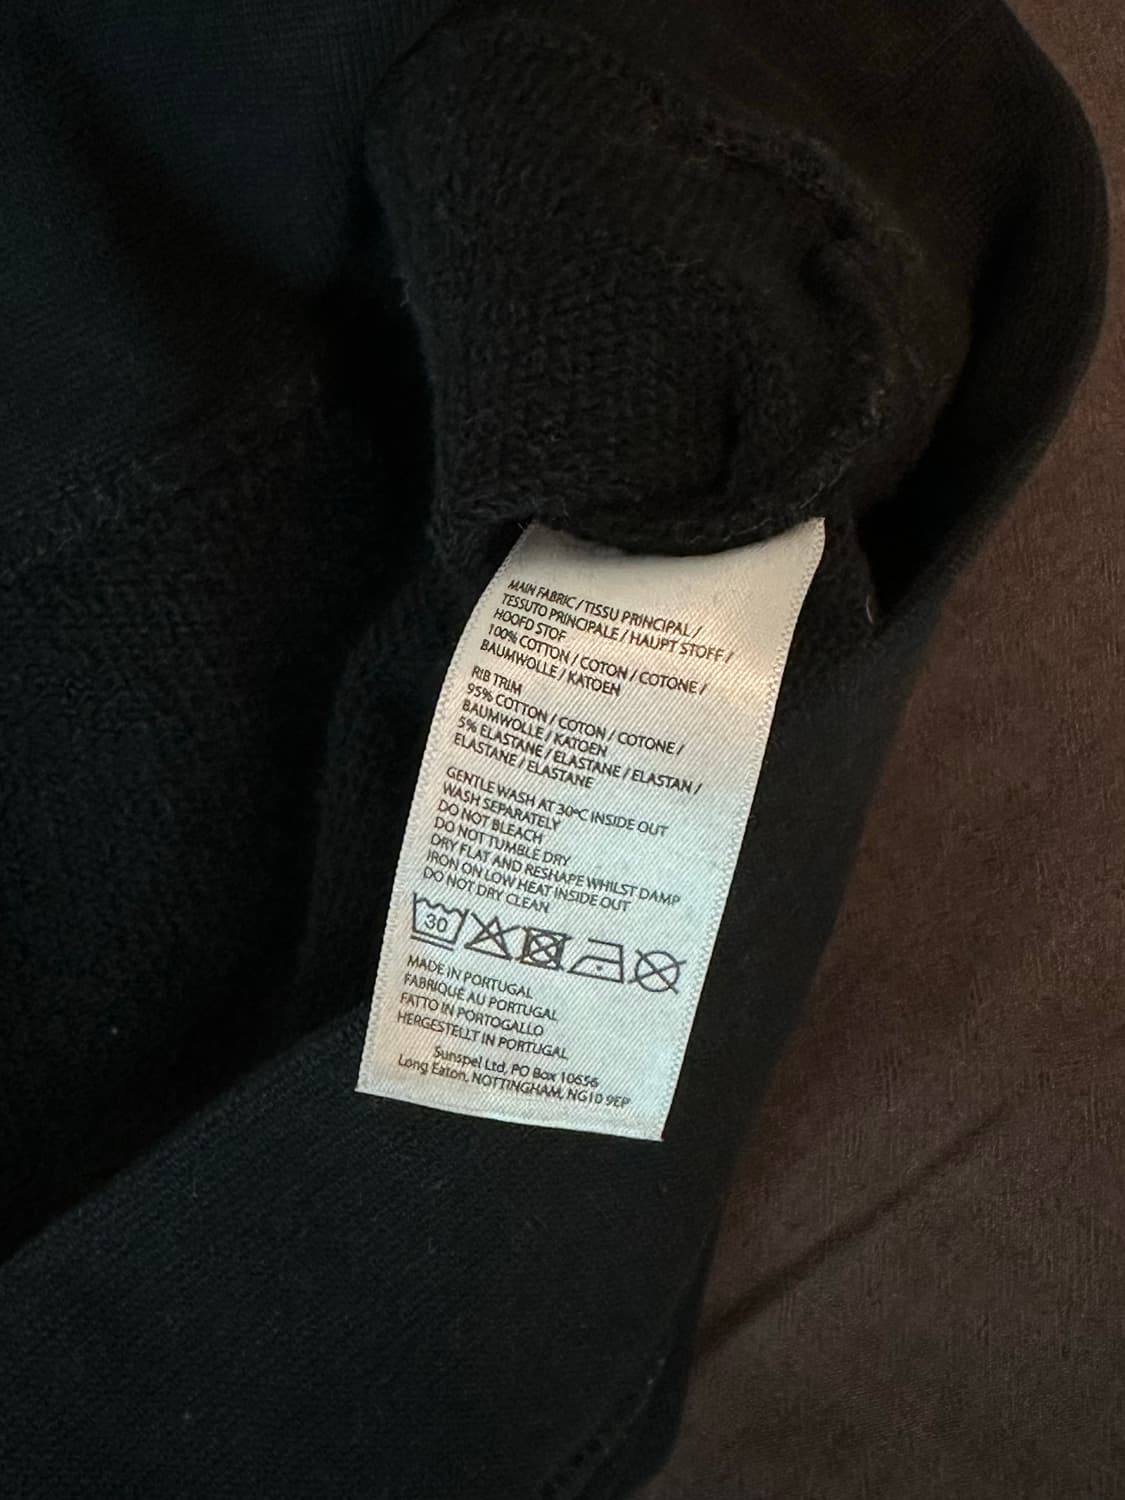 MAIN FABRIC / TISSU PRINCIPAL /
TESSUTO PRINCIPALE / HAUPT STOFF /
HOOFD STOF
100% COTTON / COTON / COTONE /
BAUMWOLLE / KATOEN
RIB TRIM
95% COTTON / COTON / COTONE /
BAUMWOLLE / KATOEN
5% ELASTANE / ELASTANE / ELASTAN /
ELASTANE / ELASTANE
GENTLE WASH AT 30ºC INSIDE OUT
WASH SEPARATELY
DO NOT BLEACH
DO NOT TUMBLE DRY
DRY FLAT AND RESHAPE WHILST DAMP
IRON ON LOW HEAT INSIDE OUT
DO NOT DRY CLEAN
30
MADE IN PORTUGAL
FABRIQUÉ AU PORTUGAL
FATTO IN PORTOGALLO
HERGESTELLT IN PORTUGAL
Sunspel Ltd, PO Box 10656
Long Eaton, NOTTINGHAM, NG10 9EP